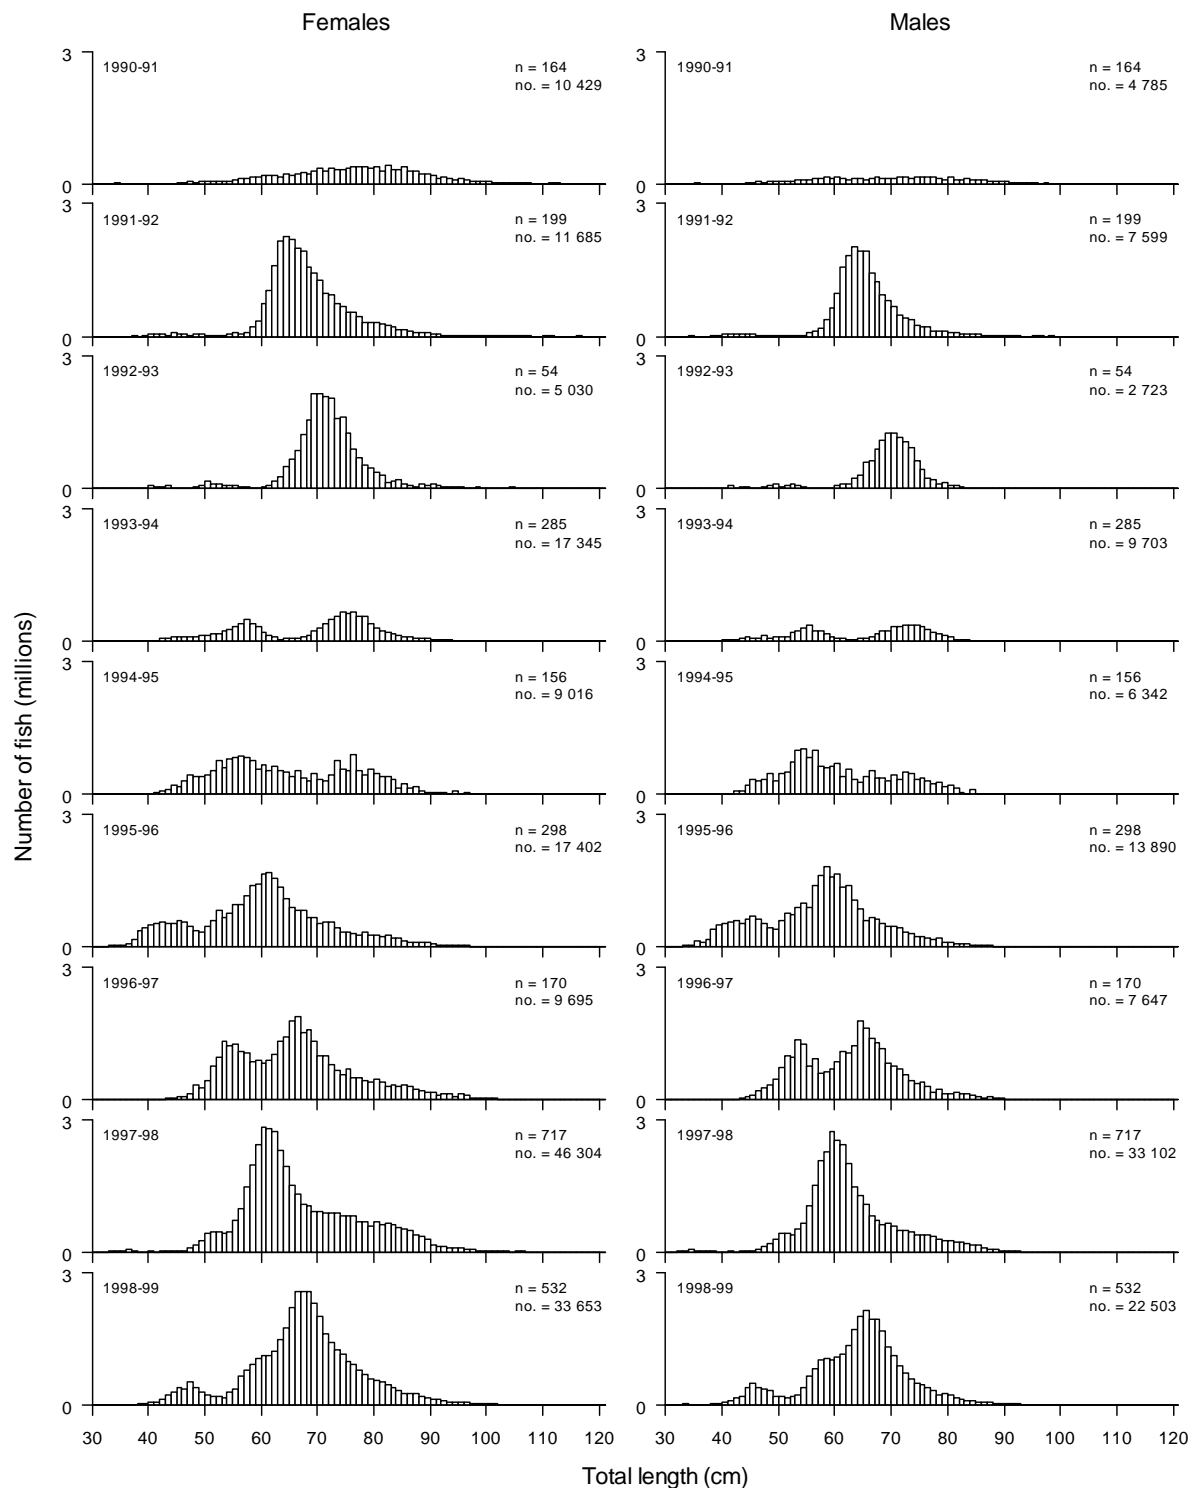 Females Males
3
1990-91 n = 164
no. = 10 429
1990-91 n = 164
no. = 4 785
0 0
3 3
1991-92 n = 199
no. = 11 685
1991-92 n = 199
no. = 7 599
0 0
3 3
1992-93 n = 54
no. = 5 030
1992-93 n = 54
no. = 2 723
0 0
3 3
1993-94 n = 285
no. = 17 345
1993-94 n = 285
no. = 9 703
0 0
3 3
1994-95 n = 156
no. = 9 016
1994-95 n = 156
no. = 6 342
0 0
3 3
1995-96 n = 298
no. = 17 402
1995-96 n = 298
no. = 13 890
0 0
3 3
1996-97 n = 170
no. = 9 695
1996-97 n = 170
no. = 7 647
0 0
3 3
1997-98 n = 717
no. = 46 304
1997-98 n = 717
no. = 33 102
0 0
3 3
1998-99 n = 532
no. = 33 653
1998-99 n = 532
no. = 22 503
0 0
30 40 50 60 70 80 90 100 110 120
30 40 50 60 70 80 90 100 110 120
Total length (cm)
Number of fish (millions)